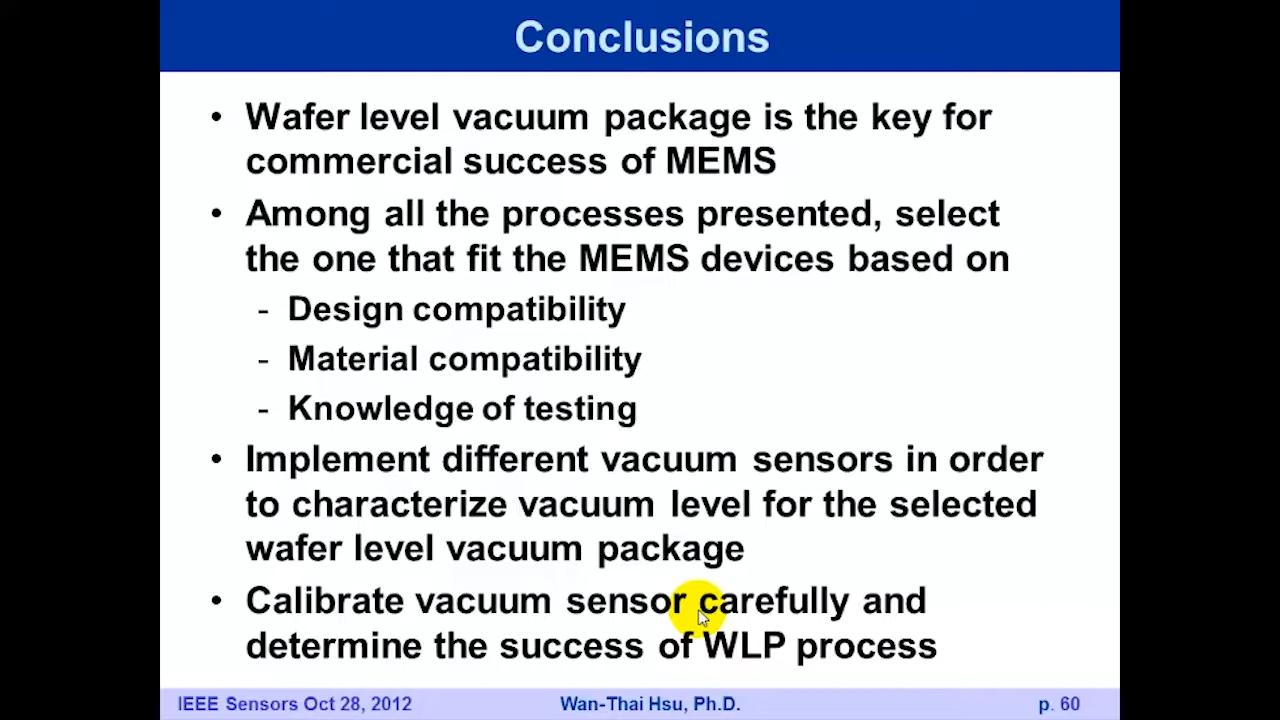 Conclusions
• Wafer level vacuum package is the key for
commercial success of MEMS
• Among all the processes presented, select
the one that fit the MEMS devices based on
- Design compatibility
- Material compatibility
- Knowledge of testing
• Implement different vacuum sensors in order
to characterize vacuum level for the selected
wafer level vacuum package
• Calibrate vacuum sensor carefully and
determine the success of WLP process
IEEE Sensors Oct 28, 2012 Wan-Thai Hsu, Ph.D. p. 60